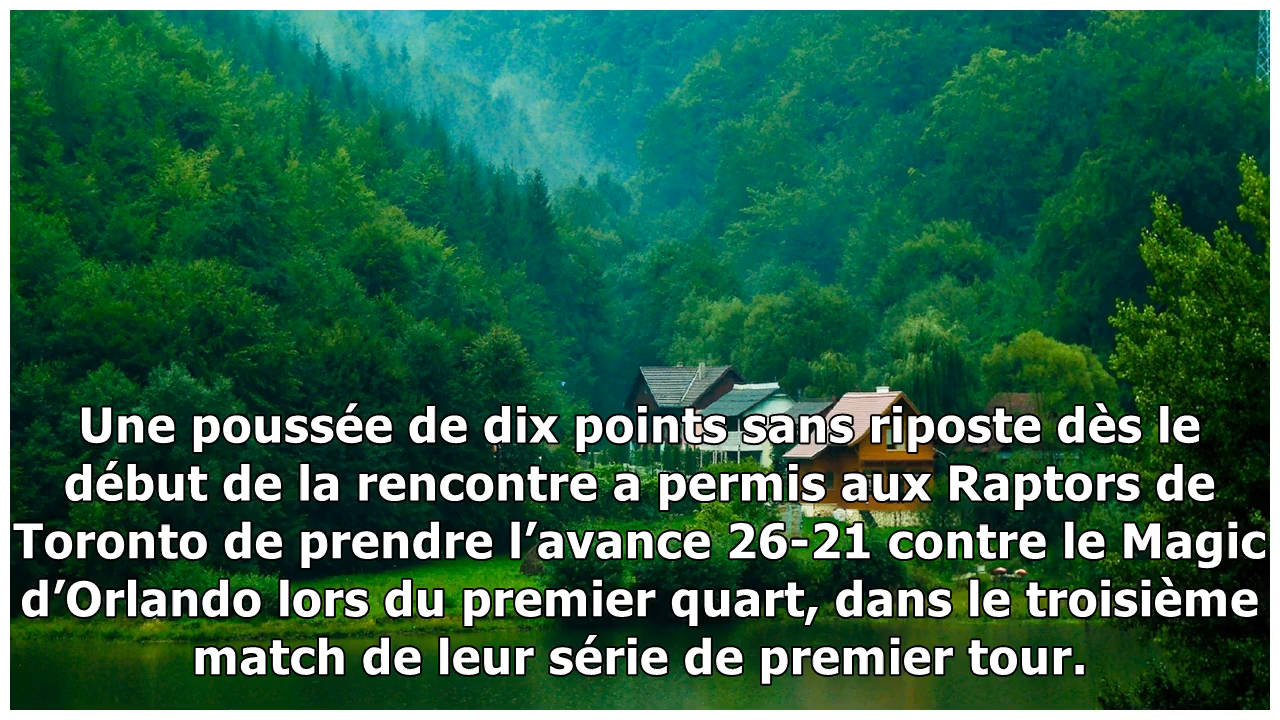 Une poussée de dix points sans riposte dès le
début de la rencontre a permis aux Raptors de
Toronto de prendre l’avance 26-21 contre le Magic
d’Orlando lors du premier quart, dans le troisième
match de leur série de premier tour.